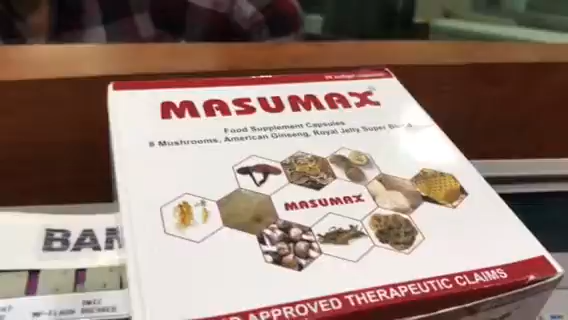 MASUMAX
Food Supplement Capsules
8 Mushrooms, American Ginseng, Royal Jelly Super Blend
MASUMAX
APPROVED THERAPEUTIC CLAIMS
BAN